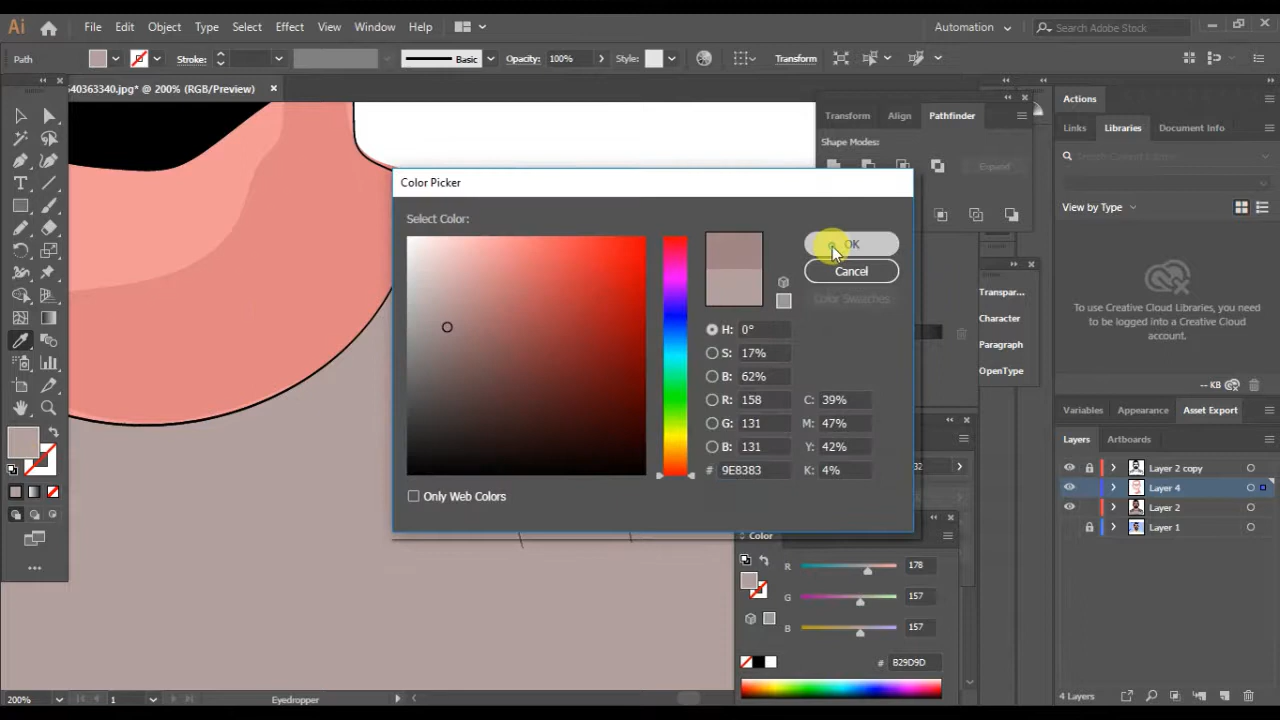 Ai File Edit Object Type Select Effect View Window Help Automation Search Adobe Stock
Path Stroke: Basic Opacity: 100% Style: Transform
540363340.jpg* @ 200% (RGB/Preview)
Transform Align Pathfinder
Shape Modes:
Expand
Actions
Links Libraries Document Info
View by Type
Color Picker
Select Color:
OK
Cancel
Color Swatches
H: 0°
S: 17%
B: 62%
R: 158 C: 39%
G: 131 M: 47%
B: 131 Y: 42%
# 9E8383 K: 4%
Only Web Colors
Transpar...
Character
Paragraph
OpenType
To use Creative Cloud Libraries, you
need to be logged into a Creative Cloud
account.
-- KB
Variables Appearance Asset Export
Layers Artboards
Layer 2 copy
Layer 4
Layer 2
Layer 1
Color
R 178
G 157
B 157
# B29D9D
200% 1 Eyedropper
4 Layers